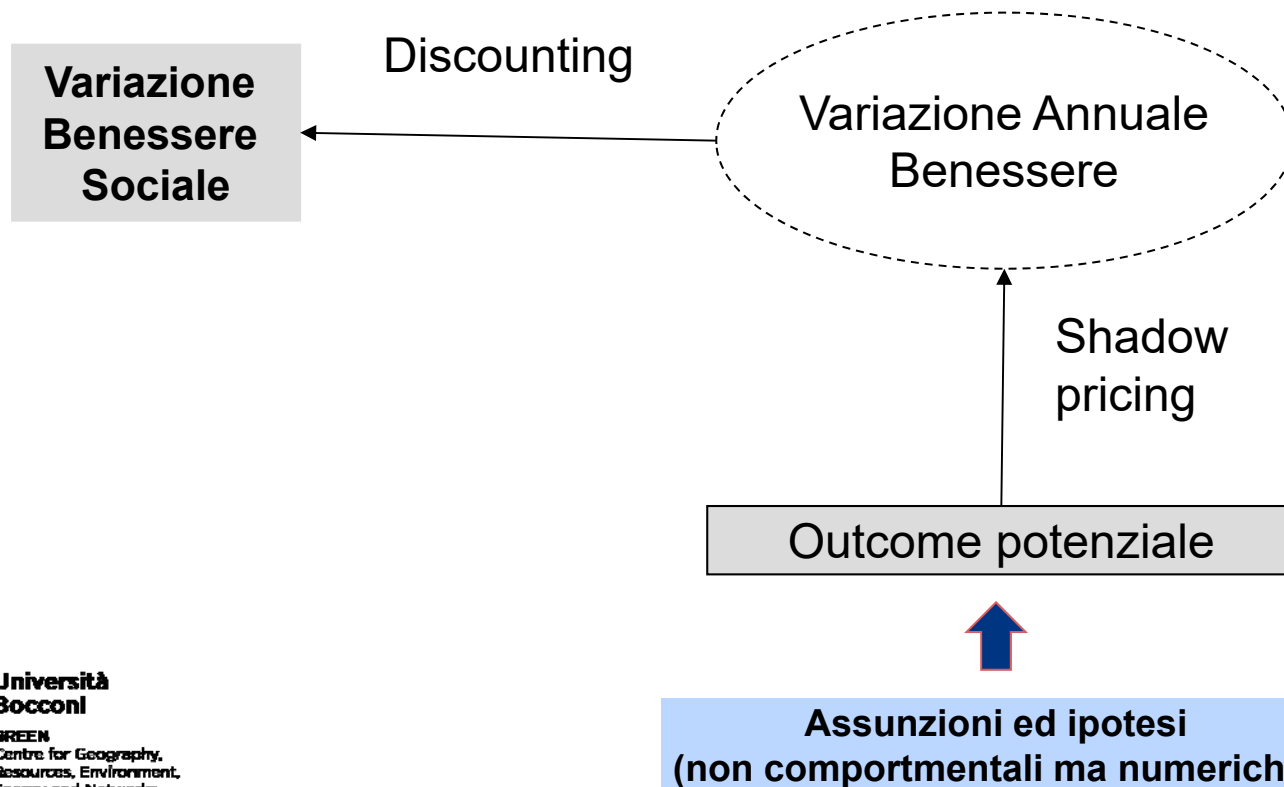 Variazione
Benessere
Sociale
Discounting
Variazione Annuale
Benessere
Shadow
pricing
Outcome potenziale
Università
Bocconi
GREEN
Centre for Geography,
Resources, Environment,
Assunzioni ed ipotesi
(non comportmentali ma numerich